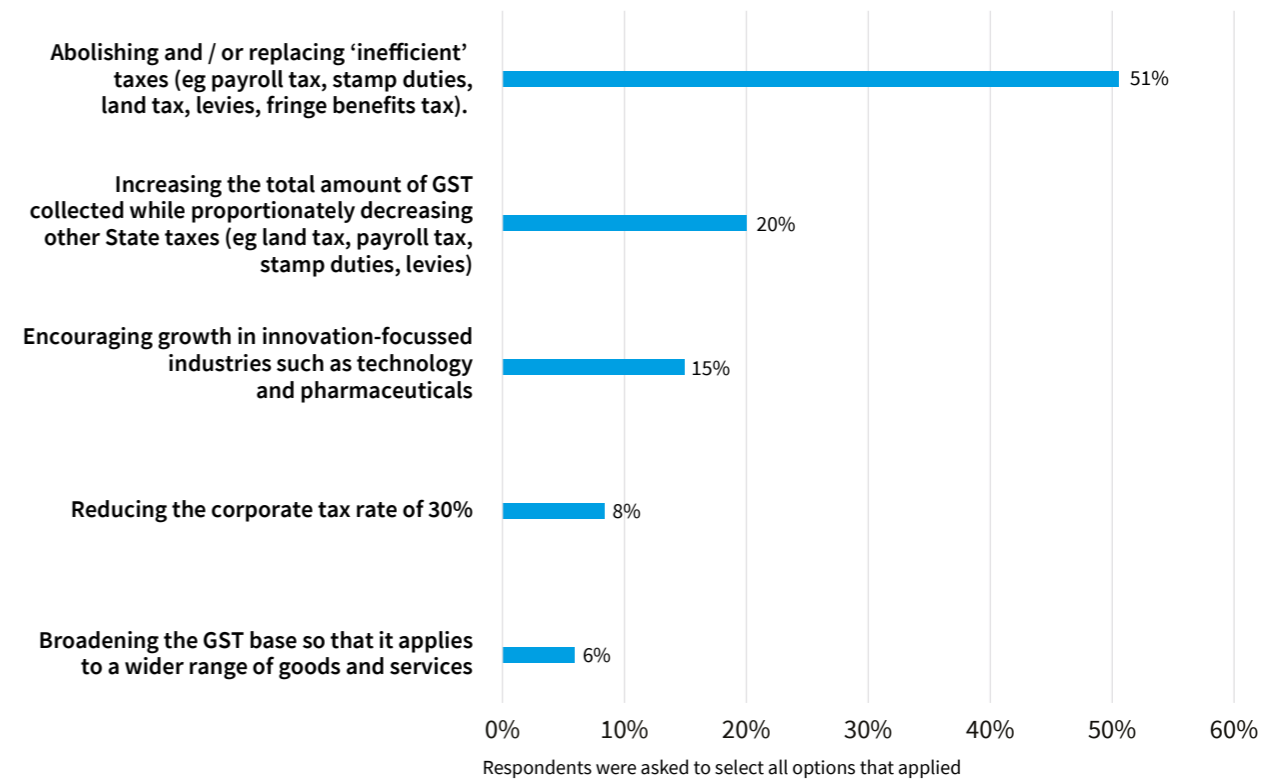 Abolishing and / or replacing ‘inefficient’
taxes (eg payroll tax, stamp duties,
land tax, levies, fringe benefits tax).
51%
Increasing the total amount of GST
collected while proportionately decreasing
other State taxes (eg land tax, payroll tax,
stamp duties, levies)
20%
Encouraging growth in innovation-focussed
industries such as technology
and pharmaceuticals
15%
Reducing the corporate tax rate of 30%
8%
Broadening the GST base so that it applies
to a wider range of goods and services
6%
0% 10% 20% 30% 40% 50% 60%
Respondents were asked to select all options that applied